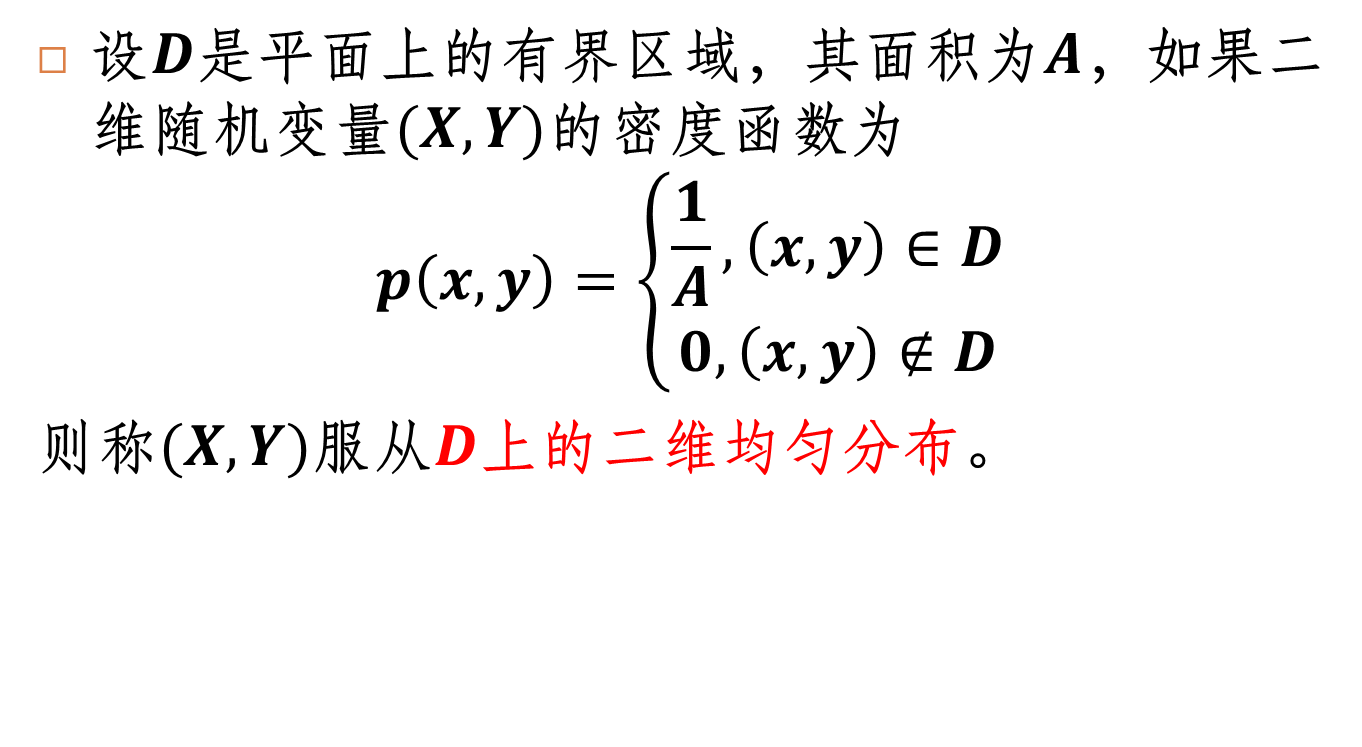 设D是平面上的有界区域，其面积为A，如果二
维随机变量(X,Y)的密度函数为
p(x,y) = { 1/A, (x,y) ∈ D
0, (x,y) ∉ D
则称(X,Y)服从D上的二维均匀分布。